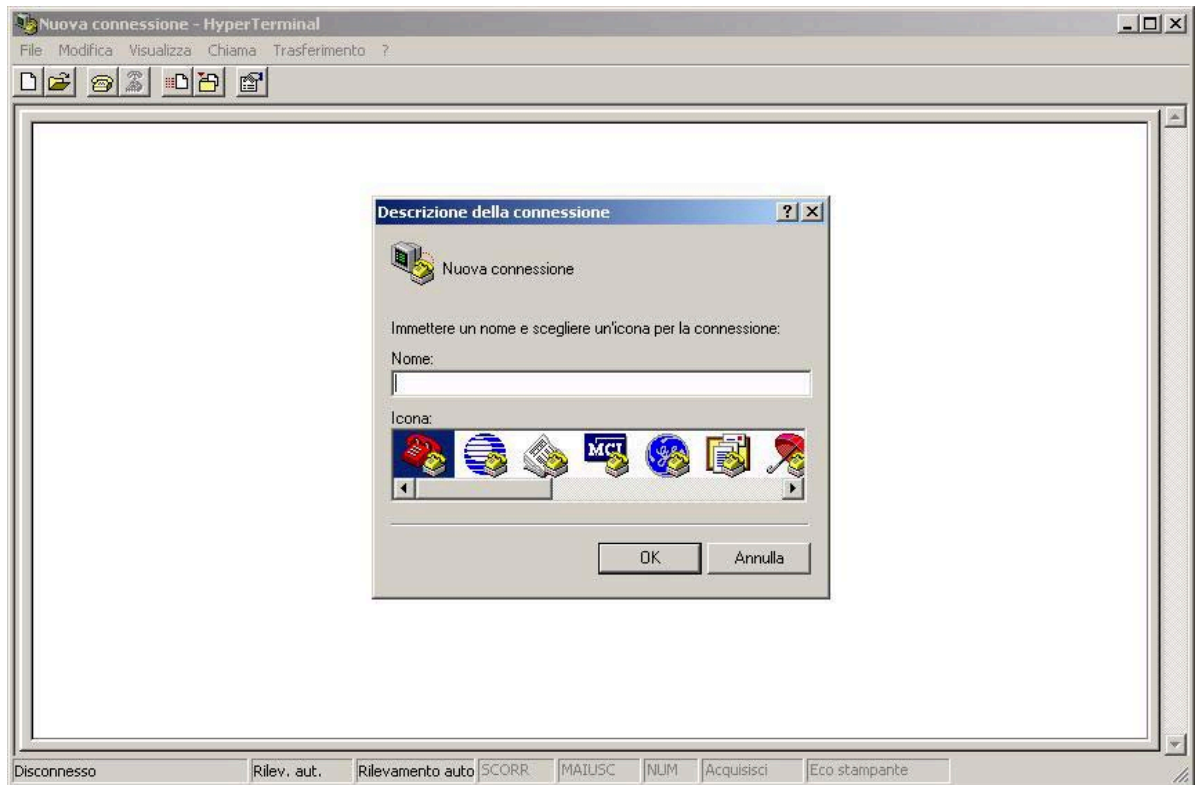 Nuova connessione - HyperTerminal
File Modifica Visualizza Chiama Trasferimento ?
Descrizione della connessione
Nuova connessione
Immettere un nome e scegliere un'icona per la connessione:
Nome:
Icona:
MCI
OK Annulla
Disconnesso Rilev. aut. Rilevamento auto SCORR MAIUSC NUM Acquisisci Eco stampante